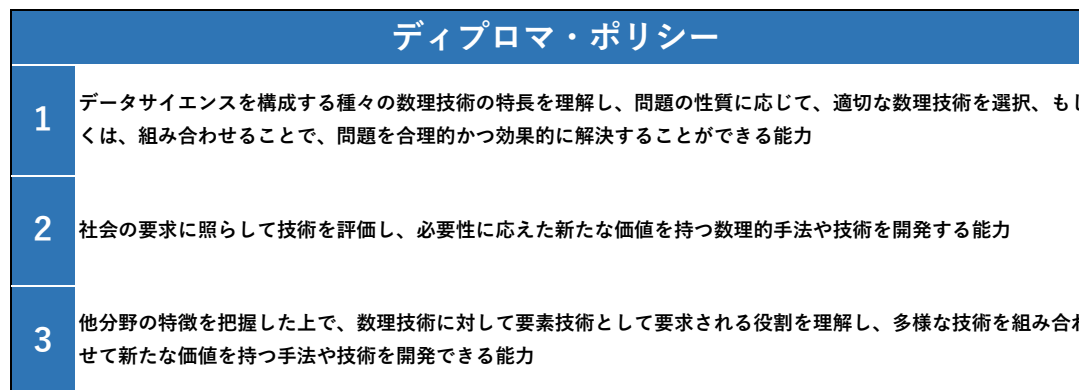 ディプロマ・ポリシー
1
データサイエンスを構成する種々の数理技術の特長を理解し、問題の性質に応じて、適切な数理技術を選択、もし
くは、組み合わせることで、問題を合理的かつ効果的に解決することができる能力
2
社会の要求に照らして技術を評価し、必要性に応えた新たな価値を持つ数理的手法や技術を開発する能力
3
他分野の特徴を把握した上で、数理技術に対して要素技術として要求される役割を理解し、多様な技術を組み合わ
せて新たな価値を持つ手法や技術を開発できる能力